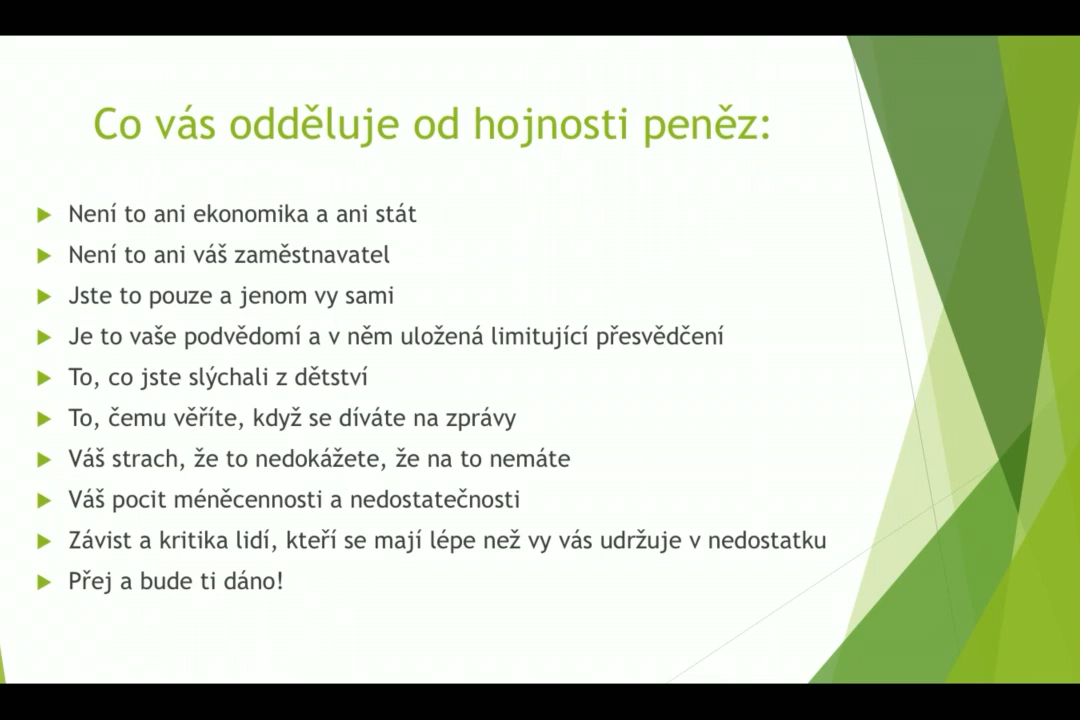 Co vás odděluje od hojnosti peněz:
Není to ani ekonomika a ani stát
Není to ani váš zaměstnavatel
Jste to pouze a jenom vy sami
Je to vaše podvědomí a v něm uložená limitující přesvědčení
To, co jste slýchali z dětství
To, čemu věříte, když se díváte na zprávy
Váš strach, že to nedokážete, že na to nemáte
Váš pocit méněcennosti a nedostatečnosti
Závist a kritika lidí, kteří se mají lépe než vy vás udržuje v nedostatku
Přej a bude ti dáno!